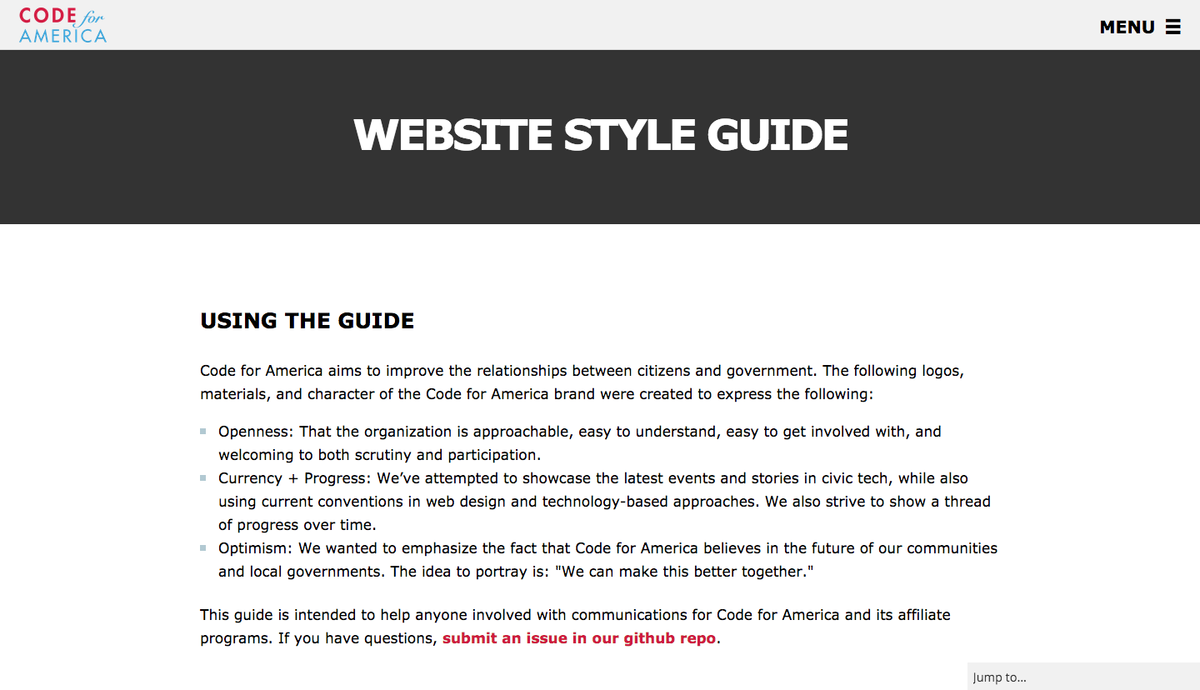 CODE for
AMERICA
MENU
WEBSITE STYLE GUIDE
USING THE GUIDE
Code for America aims to improve the relationships between citizens and government. The following logos,
materials, and character of the Code for America brand were created to express the following:
Openness: That the organization is approachable, easy to understand, easy to get involved with, and
welcoming to both scrutiny and participation.
Currency + Progress: We’ve attempted to showcase the latest events and stories in civic tech, while also
using current conventions in web design and technology-based approaches. We also strive to show a thread
of progress over time.
Optimism: We wanted to emphasize the fact that Code for America believes in the future of our communities
and local governments. The idea to portray is: "We can make this better together."
This guide is intended to help anyone involved with communications for Code for America and its affiliate
programs. If you have questions, submit an issue in our github repo.
Jump to...